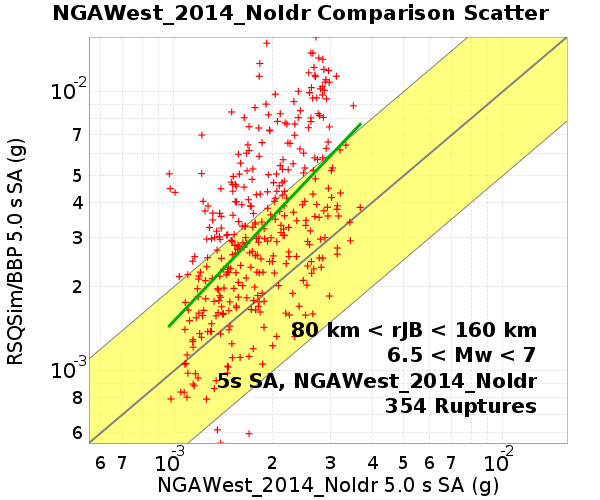 NGAWest_2014_NoIdr Comparison Scatter
RSQSim/BBP 5.0 s SA (g)
10^-2
7
5
4
3
2
10^-3
8
6
80 km < rJB < 160 km
6.5 < Mw < 7
5s SA, NGAWest_2014_NoIdr
354 Ruptures
6 7 10^-3 2 3 4 5 6 7 10^-2
NGAWest_2014_NoIdr 5.0 s SA (g)